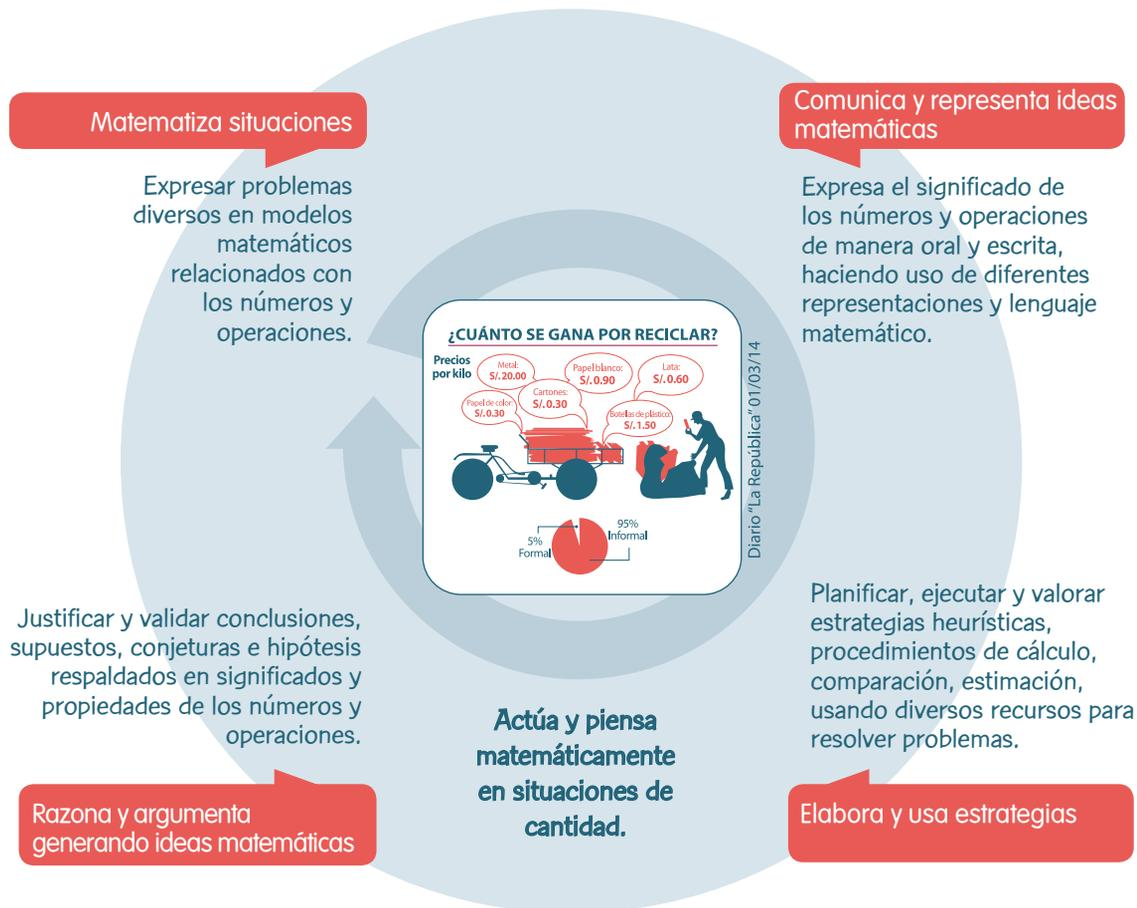 Matematiza situaciones
Expresar problemas
diversos en modelos
matemáticos
relacionados con
los números y
operaciones.
Comunica y representa ideas
matemáticas
Expresa el significado de
los números y operaciones
de manera oral y escrita,
haciendo uso de diferentes
representaciones y lenguaje
matemático.
¿CUÁNTO SE GANA POR RECICLAR?
Precios
por kilo
Metal:
S/.20.00
Papel blanco:
S/.0.90
Lata:
S/.0.60
Papel de color:
S/.0.30
Cartones:
S/.0.30
Botellas de plástico:
S/.1.50
5%
Formal
95%
Informal
Diario "La República" 01/03/14
Justificar y validar conclusiones,
supuestos, conjeturas e hipótesis
respaldados en significados y
propiedades de los números y
operaciones.
Razona y argumenta
generando ideas matemáticas
Actúa y piensa
matemáticamente
en situaciones de
cantidad.
Planificar, ejecutar y valorar
estrategias heurísticas,
procedimientos de cálculo,
comparación, estimación,
usando diversos recursos para
resolver problemas.
Elabora y usa estrategias